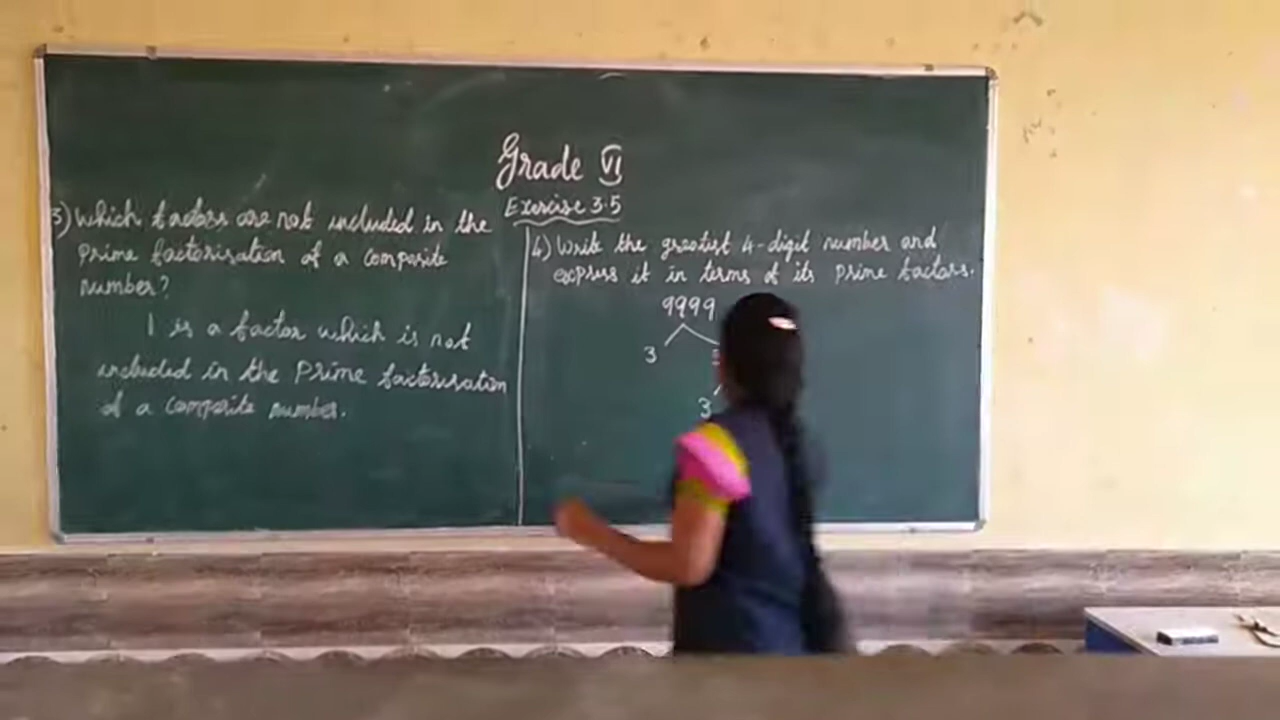 Grade VI
Exercise 3.5
3) Which factors are not included in the
Prime factorisation of a composite
number?
1 is a factor which is not
included in the Prime factorisation
of a composite number.
4) Write the greatest 4-digit number and
express it in terms of its prime factors.
9999
3
3